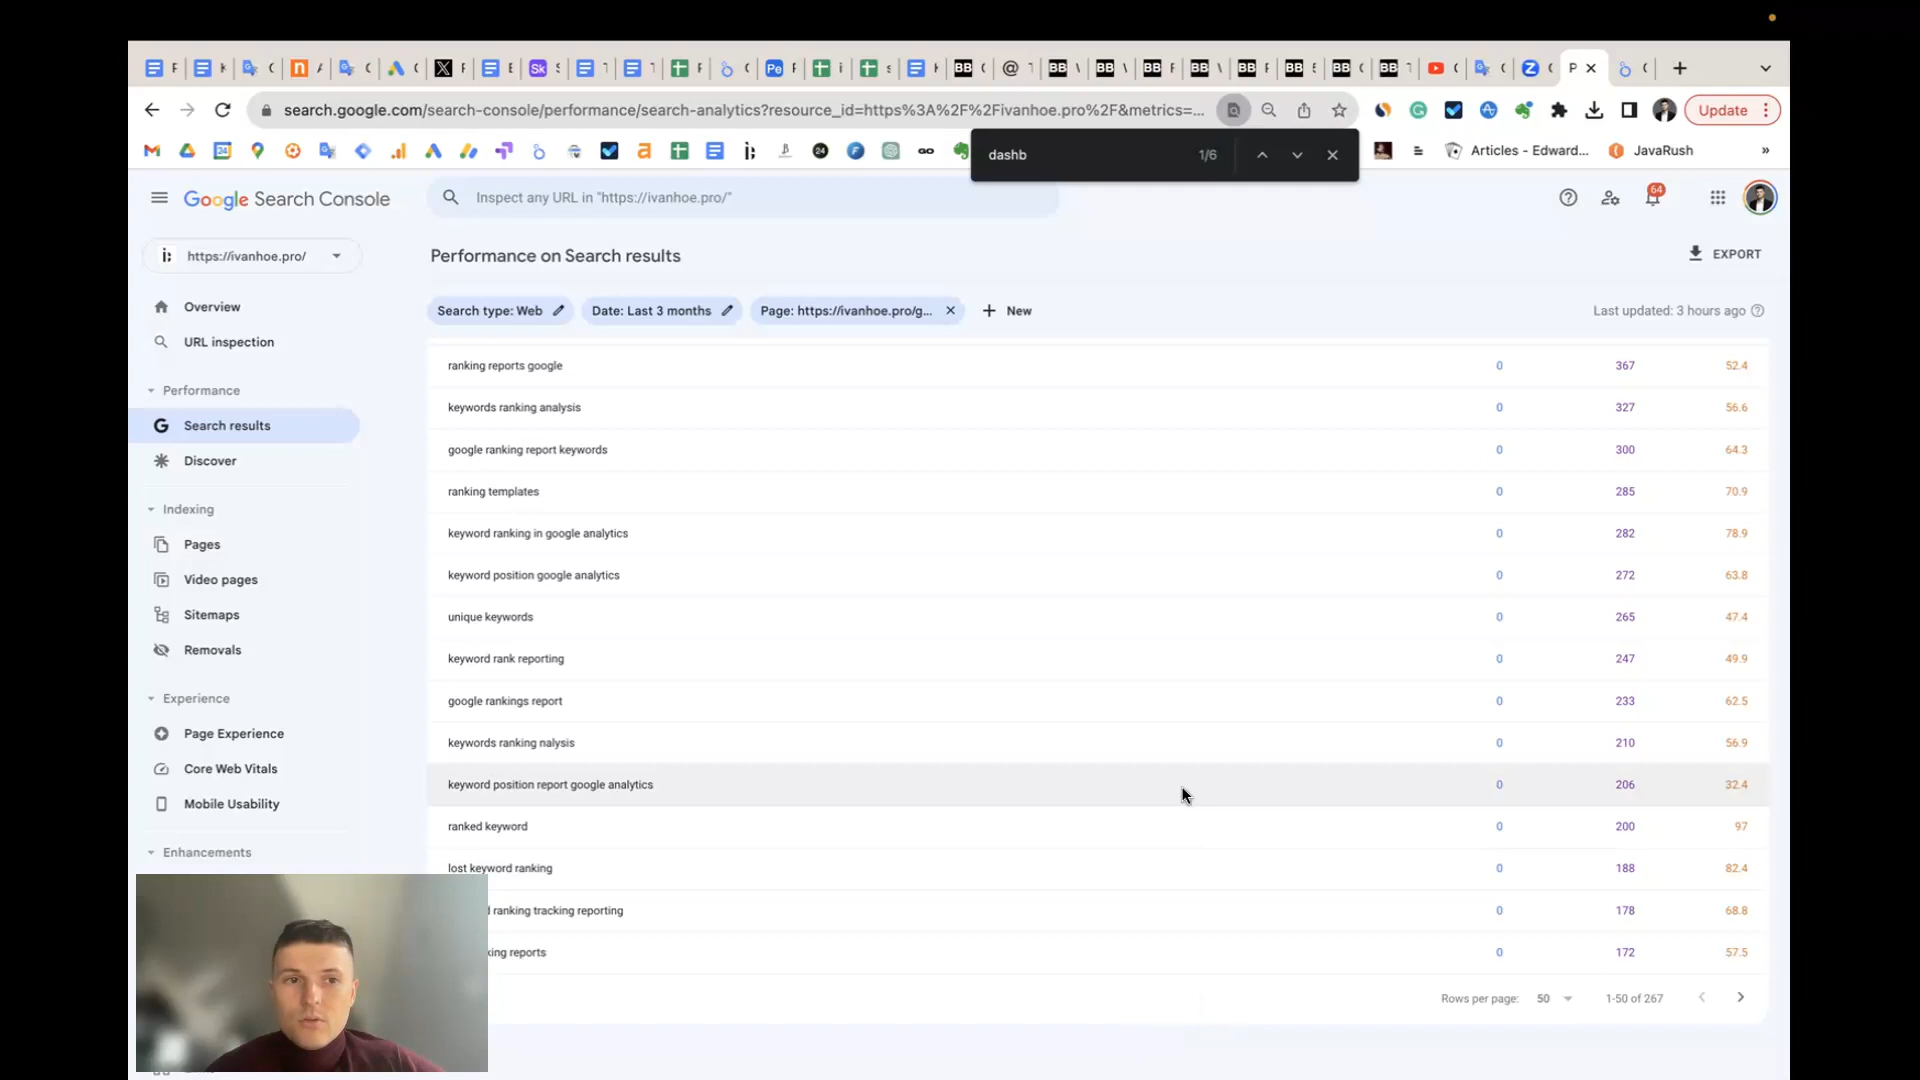 search.google.com/search-console/performance/search-analytics?resource_id=https%3A%2F%2Fivanhoe.pro%2F&metrics=...
Update
dashb 1/6
Articles - Edward...
JavaRush
»
Google Search Console
Inspect any URL in "https://ivanhoe.pro/"
64
https://ivanhoe.pro/
Performance on Search results
EXPORT
Search type: Web
Date: Last 3 months
Page: https://ivanhoe.pro/g...
New
Last updated: 3 hours ago
Overview
URL inspection
Performance
Search results
Discover
Indexing
Pages
Video pages
Sitemaps
Removals
Experience
Page Experience
Core Web Vitals
Mobile Usability
Enhancements
ranking reports google 0 367 52.4
keywords ranking analysis 0 327 56.6
google ranking report keywords 0 300 64.3
ranking templates 0 285 70.9
keyword ranking in google analytics 0 282 78.9
keyword position google analytics 0 272 63.8
unique keywords 0 265 47.4
keyword rank reporting 0 247 49.9
google rankings report 0 233 62.5
keywords ranking nalysis 0 210 56.9
keyword position report google analytics 0 206 32.4
ranked keyword 0 200 97
lost keyword ranking 0 188 82.4
ranking tracking reporting 0 178 68.8
reports 0 172 57.5
Rows per page: 50 1-50 of 267